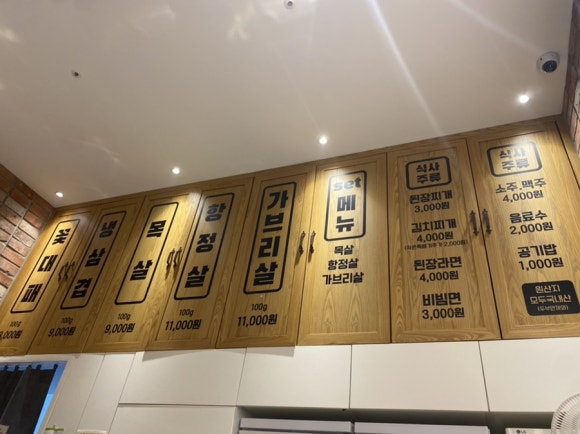 꽃대패
100g
냉삼겹
100g
9,000원
목살
100g
9,000원
항정살
100g
11,000원
가브리살
100g
11,000원
Set
메뉴
목살
항정살
가브리살
식사
주류
된장찌개
3,000원
김치찌개
4,000원
된장라면
4,000원
비빔면
3,000원
식사
주류
소주, 맥주
4,000원
음료수
2,000원
공기밥
1,000원
원산지
모두국내산